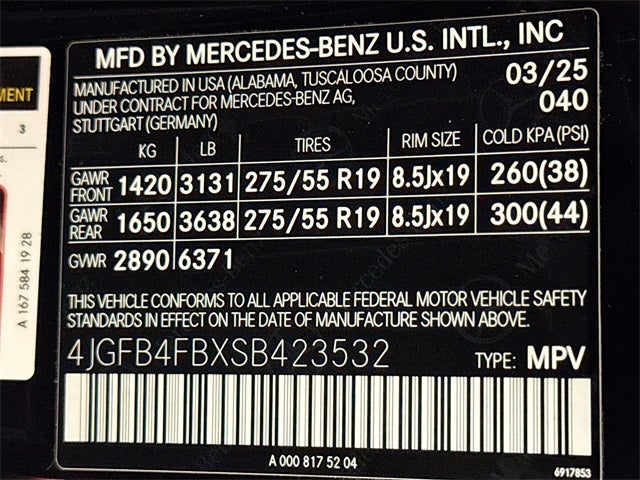 MFD BY MERCEDES-BENZ U.S. INTL., INC
MANUFACTURED IN USA (ALABAMA, TUSCALOOSA COUNTY) 03/25
UNDER CONTRACT FOR MERCEDES-BENZ AG, 040
STUTTGART (GERMANY)
KG LB TIRES RIM SIZE COLD KPA (PSI)
GAWR FRONT 1420 3131 275/55 R19 8.5Jx19 260(38)
GAWR REAR 1650 3638 275/55 R19 8.5Jx19 300(44)
GVWR 2890 6371
THIS VEHICLE CONFORMS TO ALL APPLICABLE FEDERAL MOTOR VEHICLE SAFETY
STANDARDS IN EFFECT ON THE DATE OF MANUFACTURE SHOWN ABOVE.
4JGFB4FBXSB423532 TYPE: MPV
A 000 817 52 04
6917853
MENT
3
s.
A 167 584 19 28